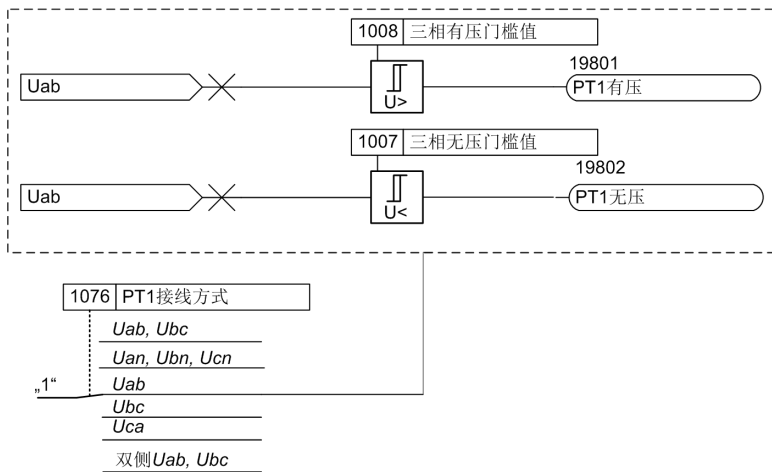 1008 三相有压门槛值
19801
Uab
U>
PT1有压
1007 三相无压门槛值
19802
Uab
U<
PT1无压
1076 PT1接线方式
Uab, Ubc
Uan, Ubn, Ucn
„1“
Uab
Ubc
Uca
双侧Uab, Ubc